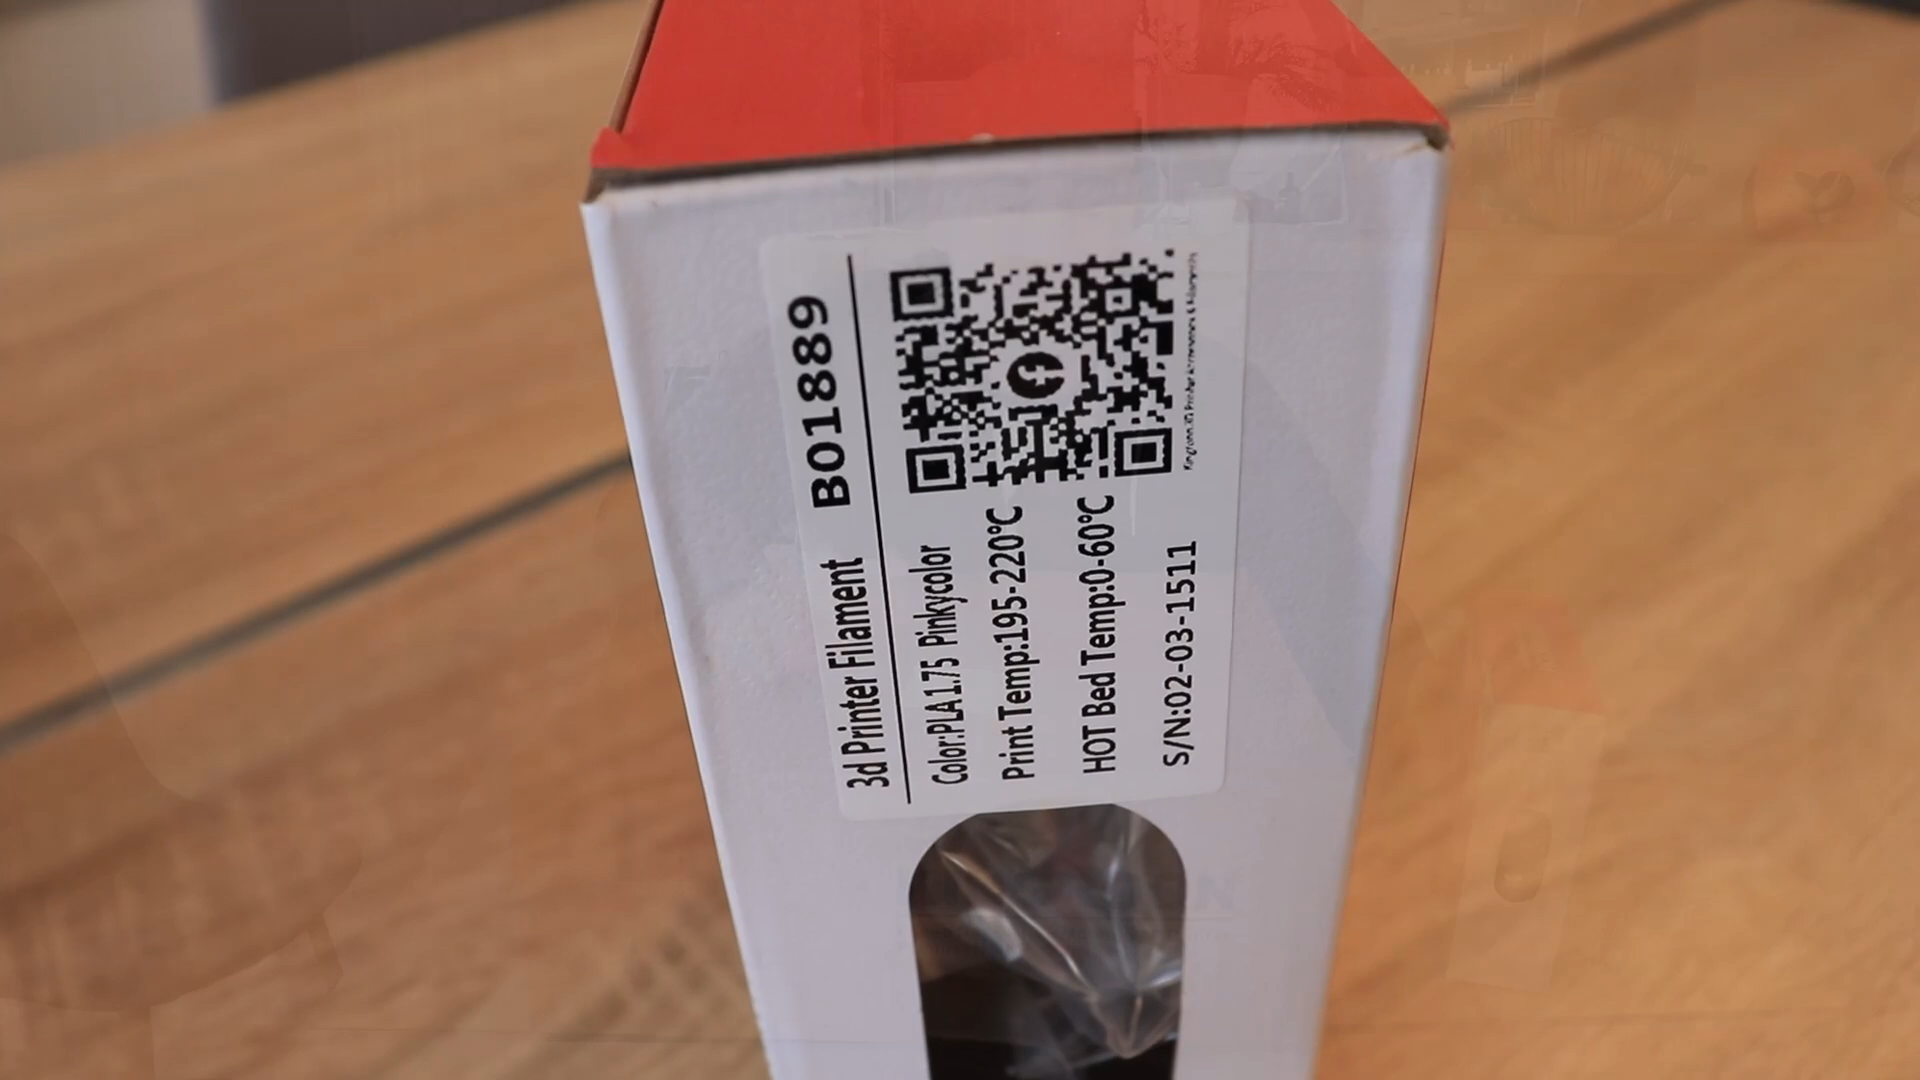 3d Printer Filament B01889
Color:PLA 1.75 Pinkycolor
Print Temp:195-220℃
HOT Bed Temp:0-60℃
S/N:02-03-1511